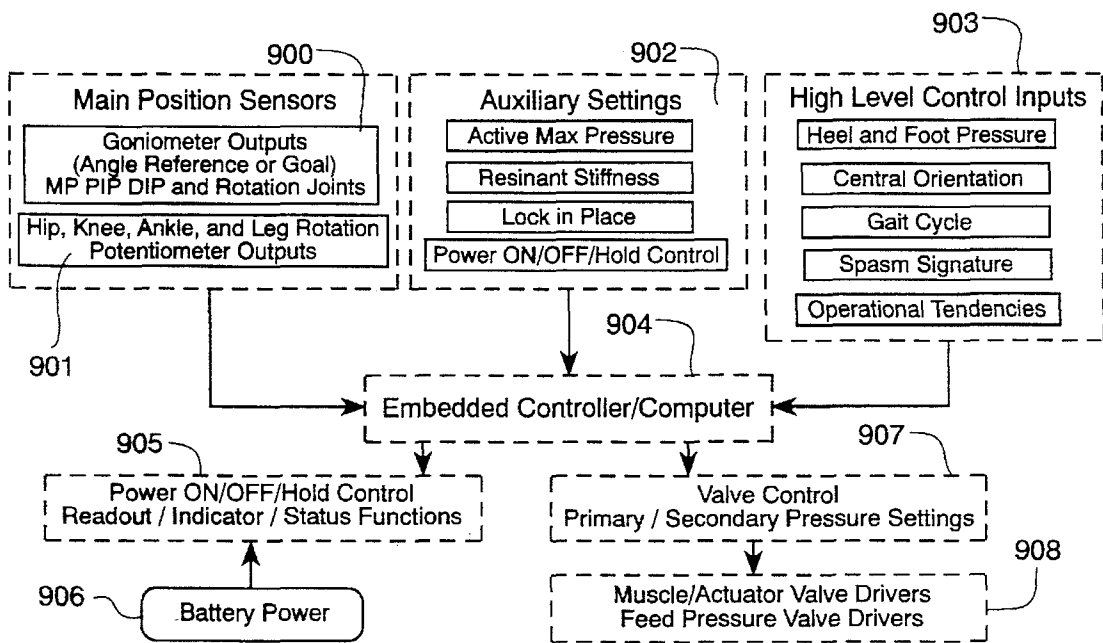 900
902
903
Main Position Sensors
Goniometer Outputs
(Angle Reference or Goal)
MP PIP DIP and Rotation Joints
Hip, Knee, Ankle, and Leg Rotation
Potentiometer Outputs
901
Auxiliary Settings
Active Max Pressure
Resinant Stiffness
Lock in Place
Power ON/OFF/Hold Control
High Level Control Inputs
Heel and Foot Pressure
Central Orientation
Gait Cycle
Spasm Signature
Operational Tendencies
904
Embedded Controller/Computer
905
Power ON/OFF/Hold Control
Readout / Indicator / Status Functions
906
Battery Power
907
Valve Control
Primary / Secondary Pressure Settings
908
Muscle/Actuator Valve Drivers
Feed Pressure Valve Drivers